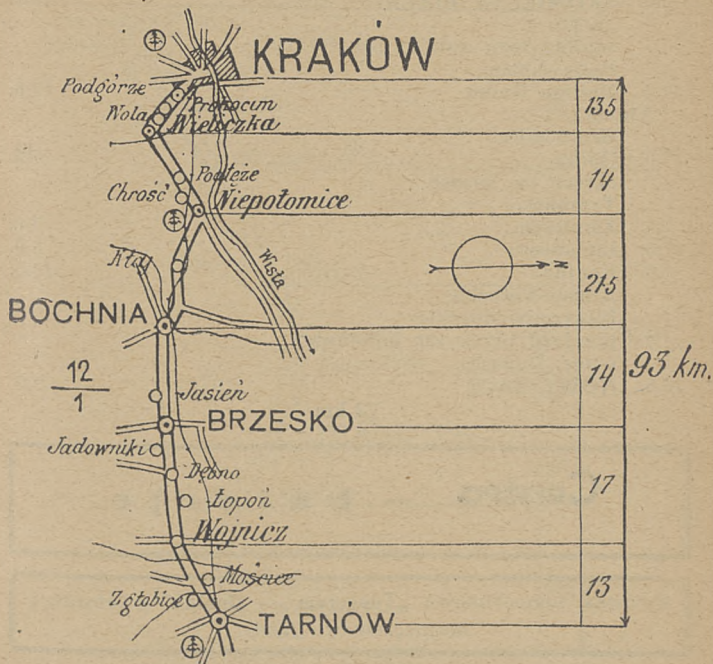 KRAKÓW
Podgórze
Prokocim
13·5
Wola
Wieliczka
Podłęże
14
Chrość
Niepołomice
Wisła
N
Kłaj
21·5
BOCHNIA
93 km.
12
1
14
Jasień
BRZESKO
Jadowniki
Dębno
17
Łopoń
Wojnicz
Mościce
13
Zgłobice
TARNÓW